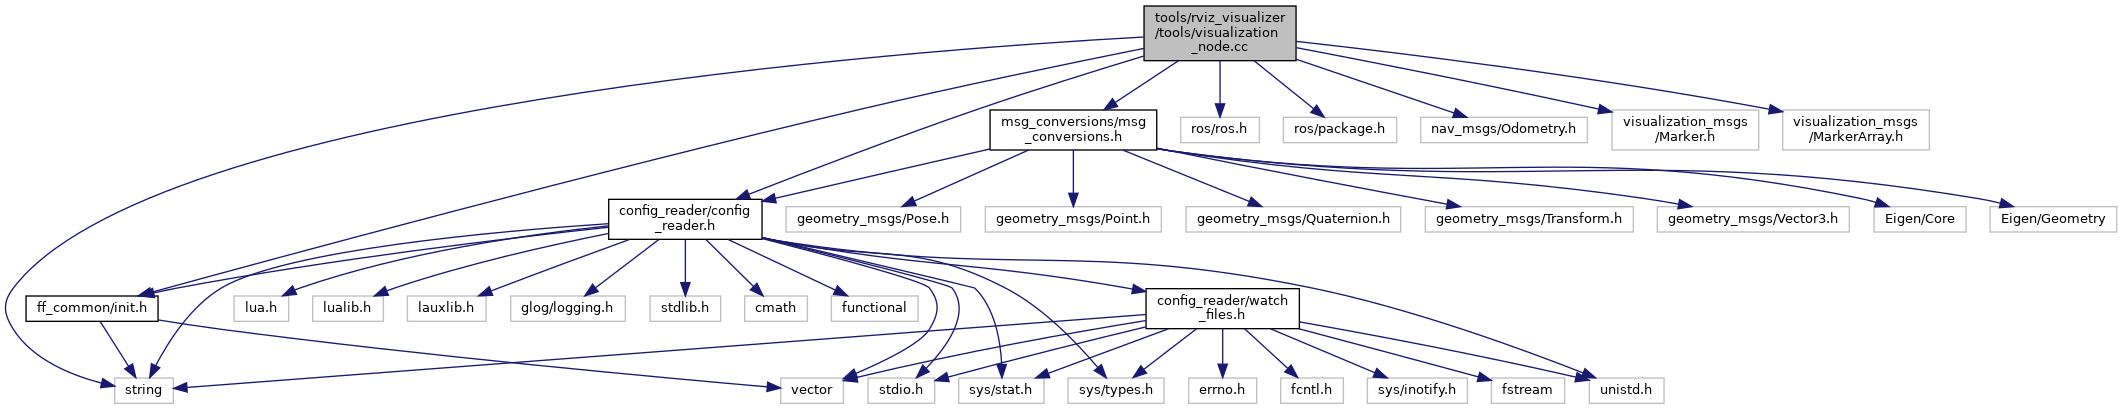 tools/rviz_visualizer
/tools/visualization
_node.cc
msg_conversions/msg
_conversions.h
ros/ros.h
ros/package.h
nav_msgs/Odometry.h
visualization_msgs
/Marker.h
visualization_msgs
/MarkerArray.h
config_reader/config
_reader.h
geometry_msgs/Pose.h
geometry_msgs/Point.h
geometry_msgs/Quaternion.h
geometry_msgs/Transform.h
geometry_msgs/Vector3.h
Eigen/Core
Eigen/Geometry
ff_common/init.h
lua.h
lualib.h
lauxlib.h
glog/logging.h
stdlib.h
cmath
functional
config_reader/watch
_files.h
string
vector
stdio.h
sys/stat.h
sys/types.h
errno.h
fcntl.h
sys/inotify.h
fstream
unistd.h